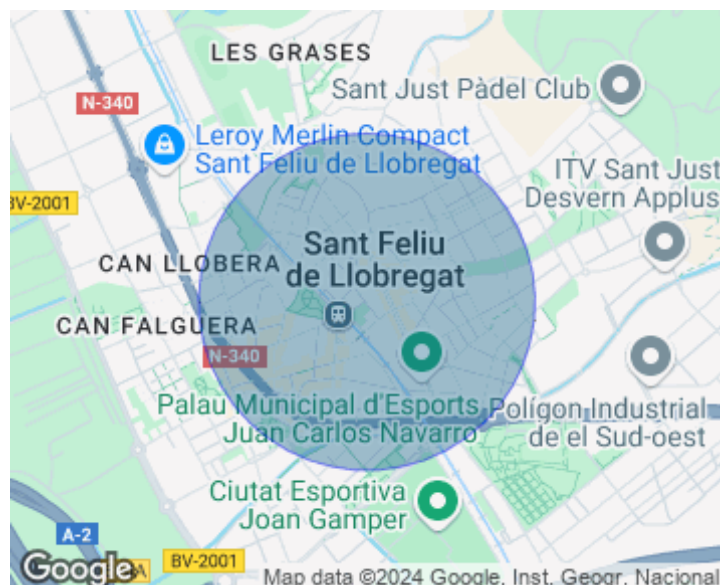 LES GRASES
Sant Just Pàdel Club
N-340
Leroy Merlin Compact
Sant Feliu de Llobregat
ITV Sant Just
Desvern Applus
BV-2001
Sant Feliu
de Llobregat
CAN LLOBERA
CAN FALGUERA
N-340
Palau Municipal d'Esports
Juan Carlos Navarro
Polígon Industrial
de el Sud-oest
Ciutat Esportiva
Joan Gamper
A-2
BV-2001
Google
Map data ©2024 Google, Inst. Geogr. Nacional